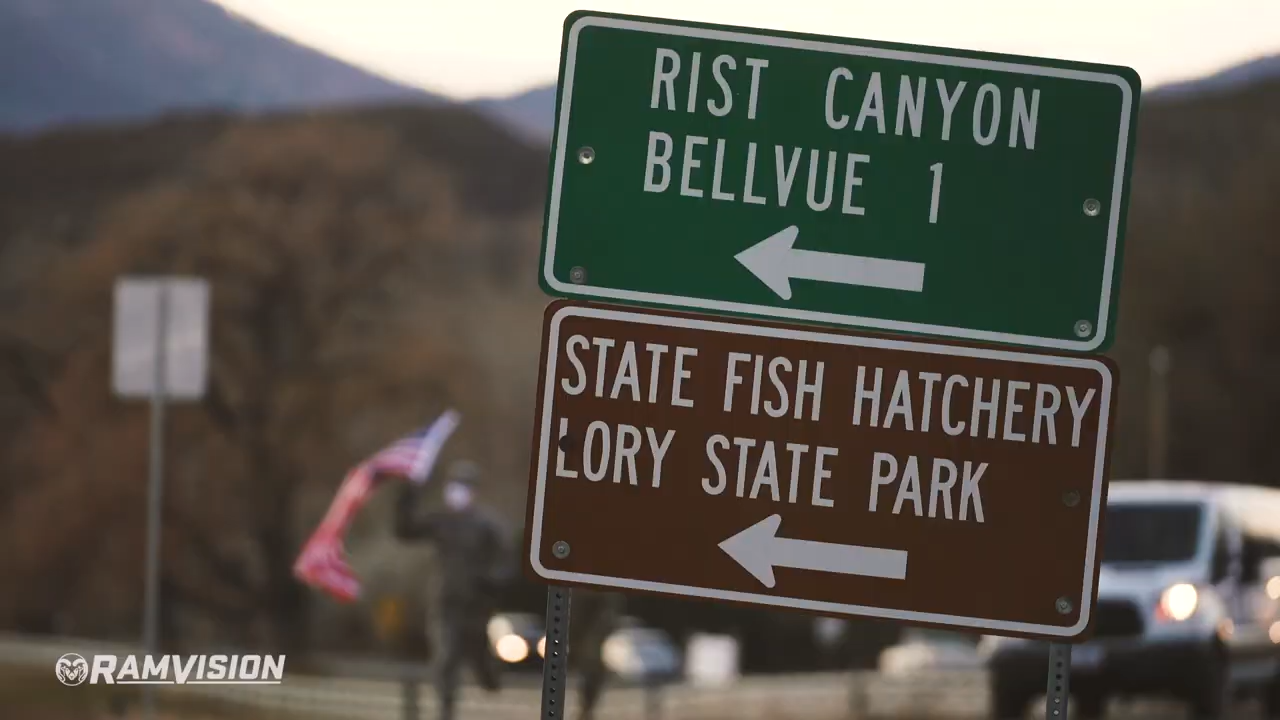 RIST CANYON
BELLVUE 1
STATE FISH HATCHERY
LORY STATE PARK
RAMVISION